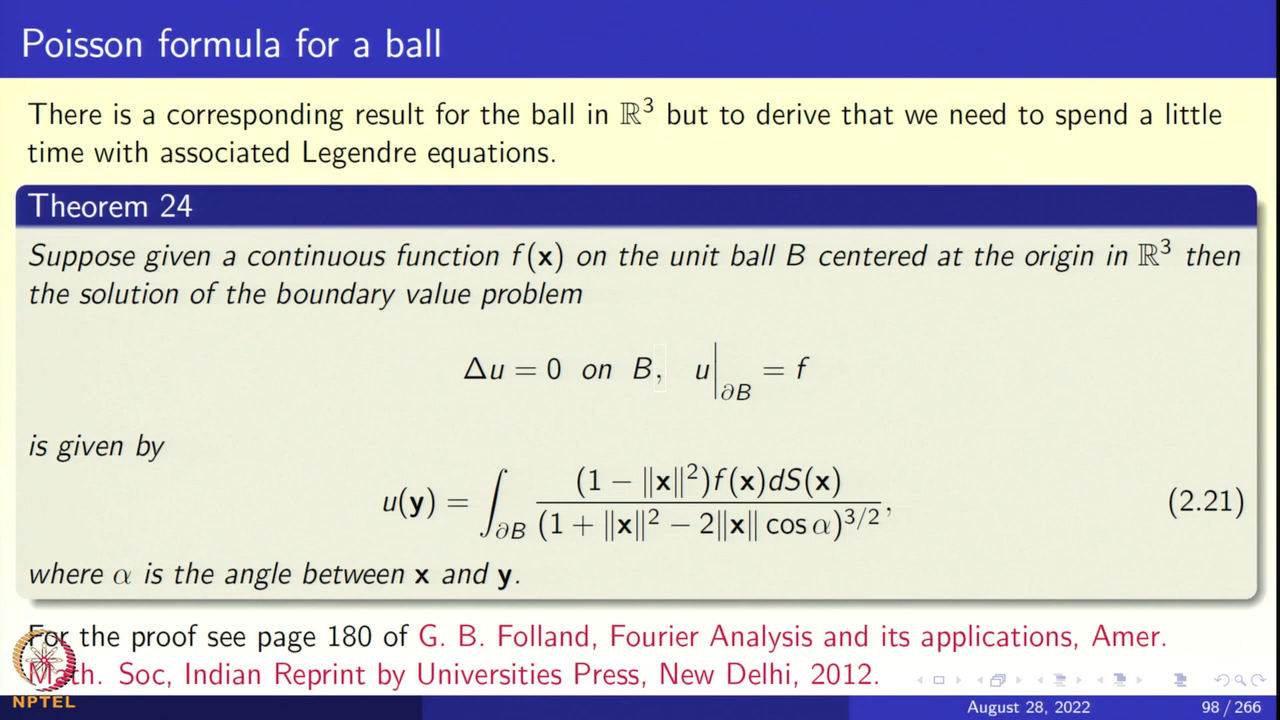 Poisson formula for a ball
There is a corresponding result for the ball in ℝ³ but to derive that we need to spend a little
time with associated Legendre equations.
Theorem 24
Suppose given a continuous function f(x) on the unit ball B centered at the origin in ℝ³ then
the solution of the boundary value problem
Δu = 0 on B, u|∂B = f
is given by
u(y) = ∫∂B (1 − ‖x‖²)f(x)dS(x) / (1 + ‖x‖² − 2‖x‖ cos α)^3/2, (2.21)
where α is the angle between x and y.
For the proof see page 180 of G. B. Folland, Fourier Analysis and its applications, Amer.
Math. Soc, Indian Reprint by Universities Press, New Delhi, 2012.
NPTEL
August 28, 2022 98 / 266